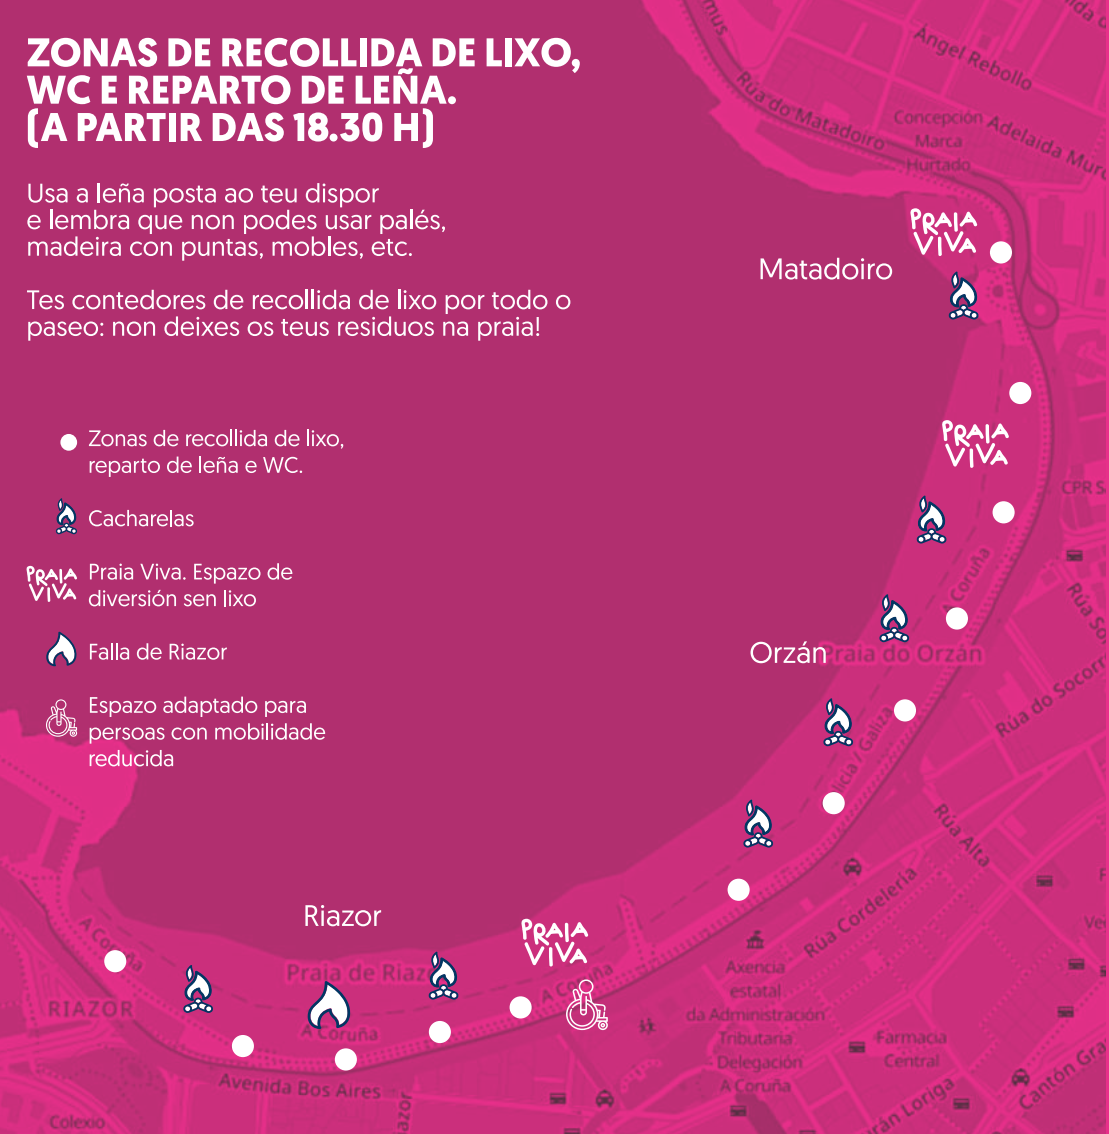 ZONAS DE RECOLLIDA DE LIXO,
WC E REPARTO DE LEÑA.
(A PARTIR DAS 18.30 H)
Usa a leña posta ao teu dispor
e lembra que non podes usar palés,
madeira con puntas, mobles, etc.
Tes contedores de recollida de lixo por todo o
paseo: non deixes os teus residuos na praia!
Zonas de recollida de lixo,
reparto de leña e WC.
Cacharelas
PRAIA
VIVA
Praia Viva. Espazo de
diversión sen lixo
Falla de Riazor
Espazo adaptado para
persoas con mobilidade
reducida
Ángel Rebollo
Rúa do Matadoiro
Concepción
Marca
Hurtado
Adelaida
PRAIA
VIVA
Matadoiro
PRAIA
VIVA
CPR S
A Coruña
Orzán
Praia do Orzán
Rúa do Socorr
Rúa Alta
Rúa Cordelería
Riazor
PRAIA
VIVA
A Coruña
Praia de Riaz
A Coruña
RIAZOR
A Coruña
Avenida Bos Aires
Axencia
estatal
da Administración
Tributaria.
Delegación
A Coruña
Farmacia
Central
Cantón Gra
Colexio